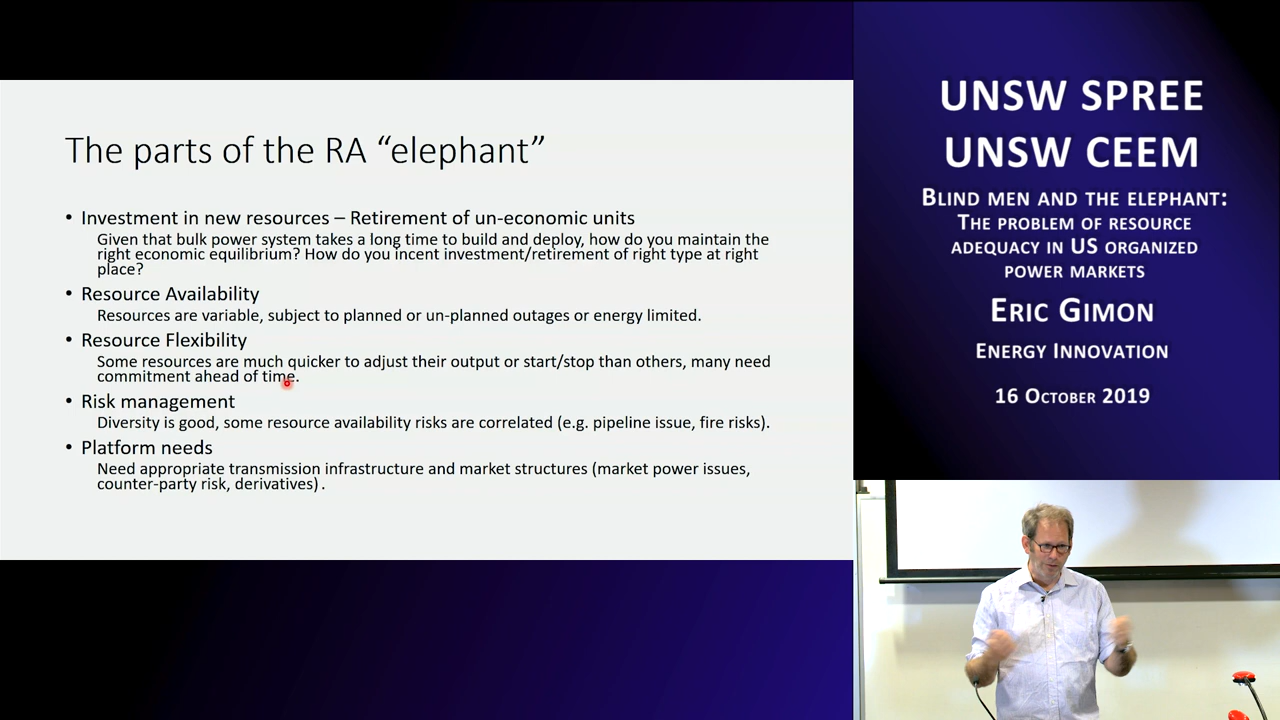 The parts of the RA “elephant”
• Investment in new resources – Retirement of un-economic units
Given that bulk power system takes a long time to build and deploy, how do you maintain the
right economic equilibrium? How do you incent investment/retirement of right type at right
place?
• Resource Availability
Resources are variable, subject to planned or un-planned outages or energy limited.
• Resource Flexibility
Some resources are much quicker to adjust their output or start/stop than others, many need
commitment ahead of time.
• Risk management
Diversity is good, some resource availability risks are correlated (e.g. pipeline issue, fire risks).
• Platform needs
Need appropriate transmission infrastructure and market structures (market power issues,
counter-party risk, derivatives).
UNSW SPREE
UNSW CEEM
BLIND MEN AND THE ELEPHANT:
THE PROBLEM OF RESOURCE
ADEQUACY IN US ORGANIZED
POWER MARKETS
ERIC GIMON
ENERGY INNOVATION
16 OCTOBER 2019